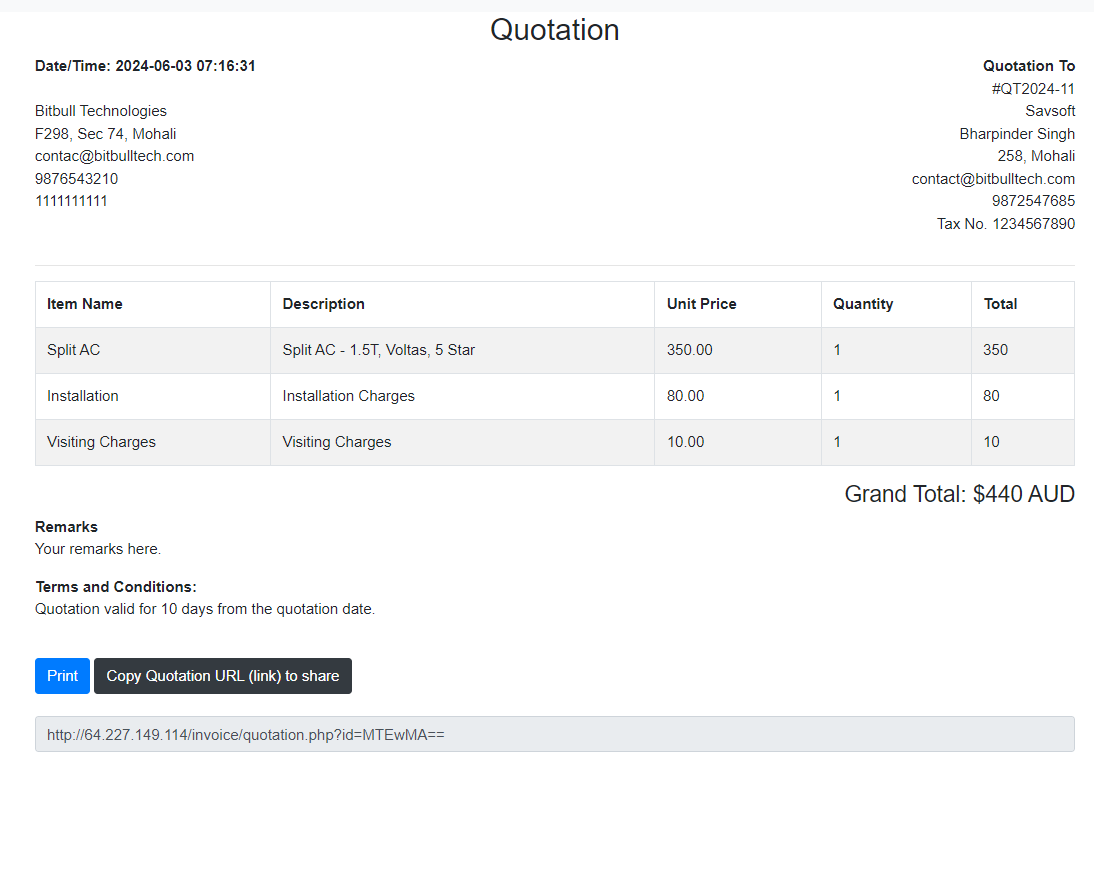 Quotation
Date/Time: 2024-06-03 07:16:31
Bitbull Technologies
F298, Sec 74, Mohali
contac@bitbulltech.com
9876543210
1111111111
Quotation To
#QT2024-11
Savsoft
Bharpinder Singh
258, Mohali
contact@bitbulltech.com
9872547685
Tax No. 1234567890
Item Name Description Unit Price Quantity Total
Split AC Split AC - 1.5T, Voltas, 5 Star 350.00 1 350
Installation Installation Charges 80.00 1 80
Visiting Charges Visiting Charges 10.00 1 10
Grand Total: $440 AUD
Remarks
Your remarks here.
Terms and Conditions:
Quotation valid for 10 days from the quotation date.
Print Copy Quotation URL (link) to share
http://64.227.149.114/invoice/quotation.php?id=MTEwMA==